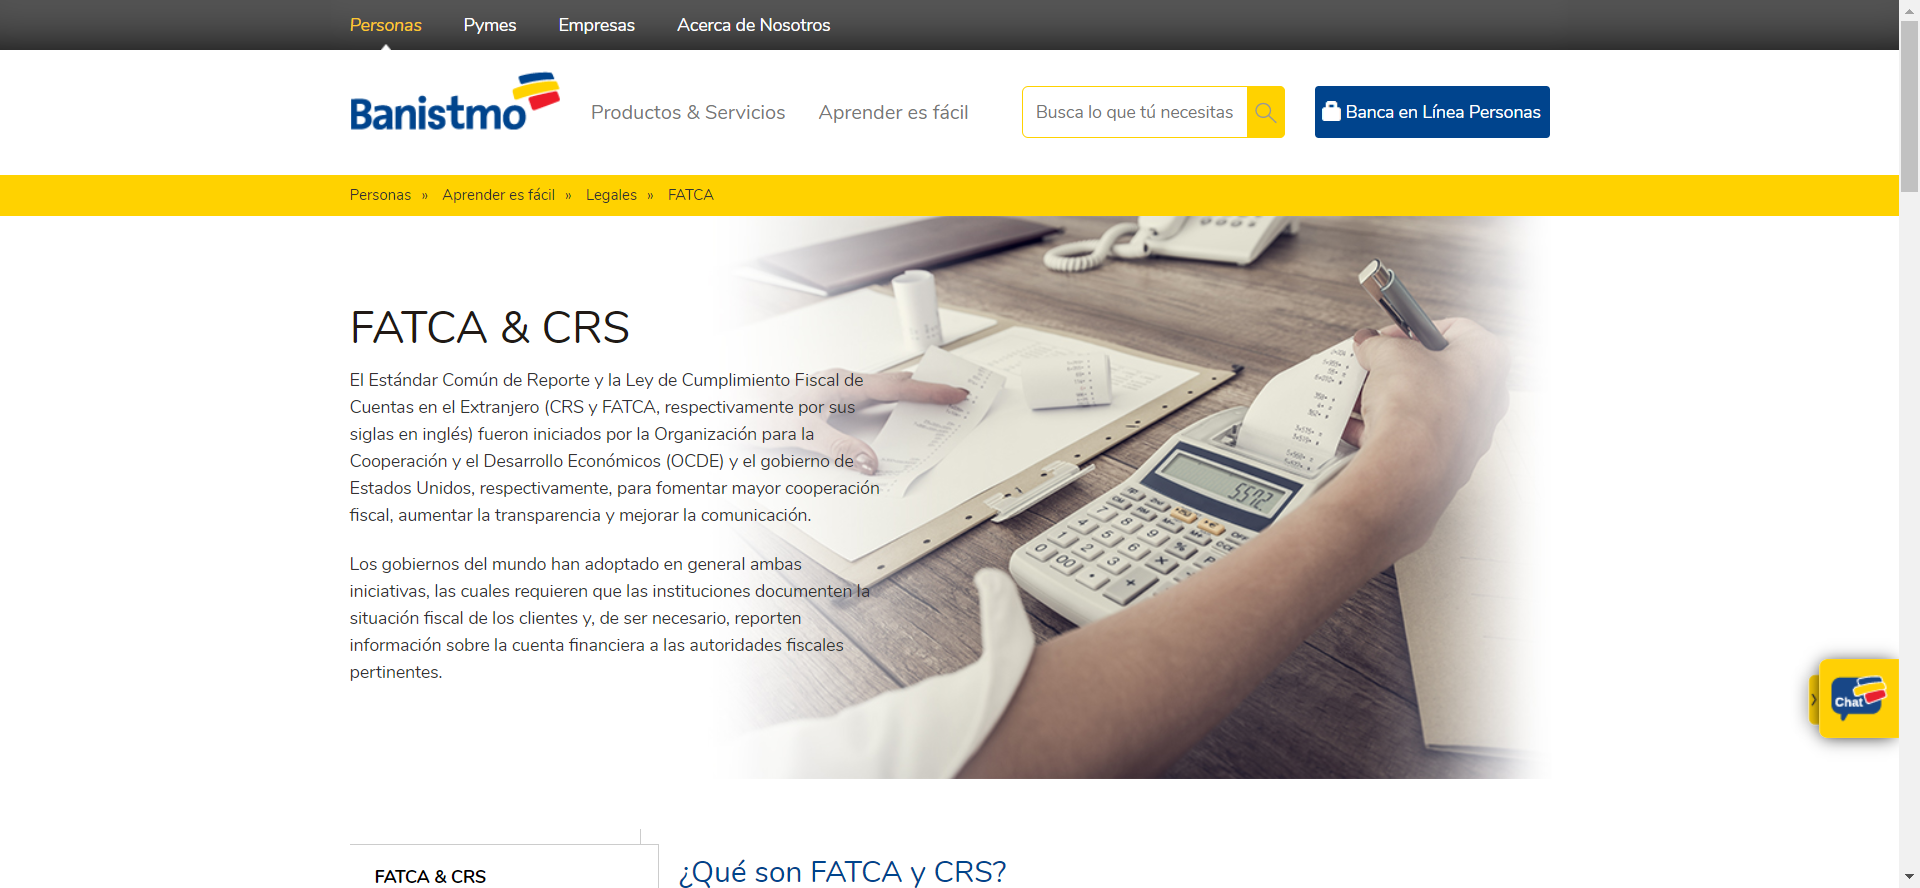 Personas Pymes Empresas Acerca de Nosotros
Banistmo Productos & Servicios Aprender es fácil Busca lo que tú necesitas Banca en Línea Personas
Personas » Aprender es fácil » Legales » FATCA
FATCA & CRS
El Estándar Común de Reporte y la Ley de Cumplimiento Fiscal de
Cuentas en el Extranjero (CRS y FATCA, respectivamente por sus
siglas en inglés) fueron iniciados por la Organización para la
Cooperación y el Desarrollo Económicos (OCDE) y el gobierno de
Estados Unidos, respectivamente, para fomentar mayor cooperación
fiscal, aumentar la transparencia y mejorar la comunicación.
Los gobiernos del mundo han adoptado en general ambas
iniciativas, las cuales requieren que las instituciones documenten la
situación fiscal de los clientes y, de ser necesario, reporten
información sobre la cuenta financiera a las autoridades fiscales
pertinentes.
Chat
FATCA & CRS
¿Qué son FATCA y CRS?